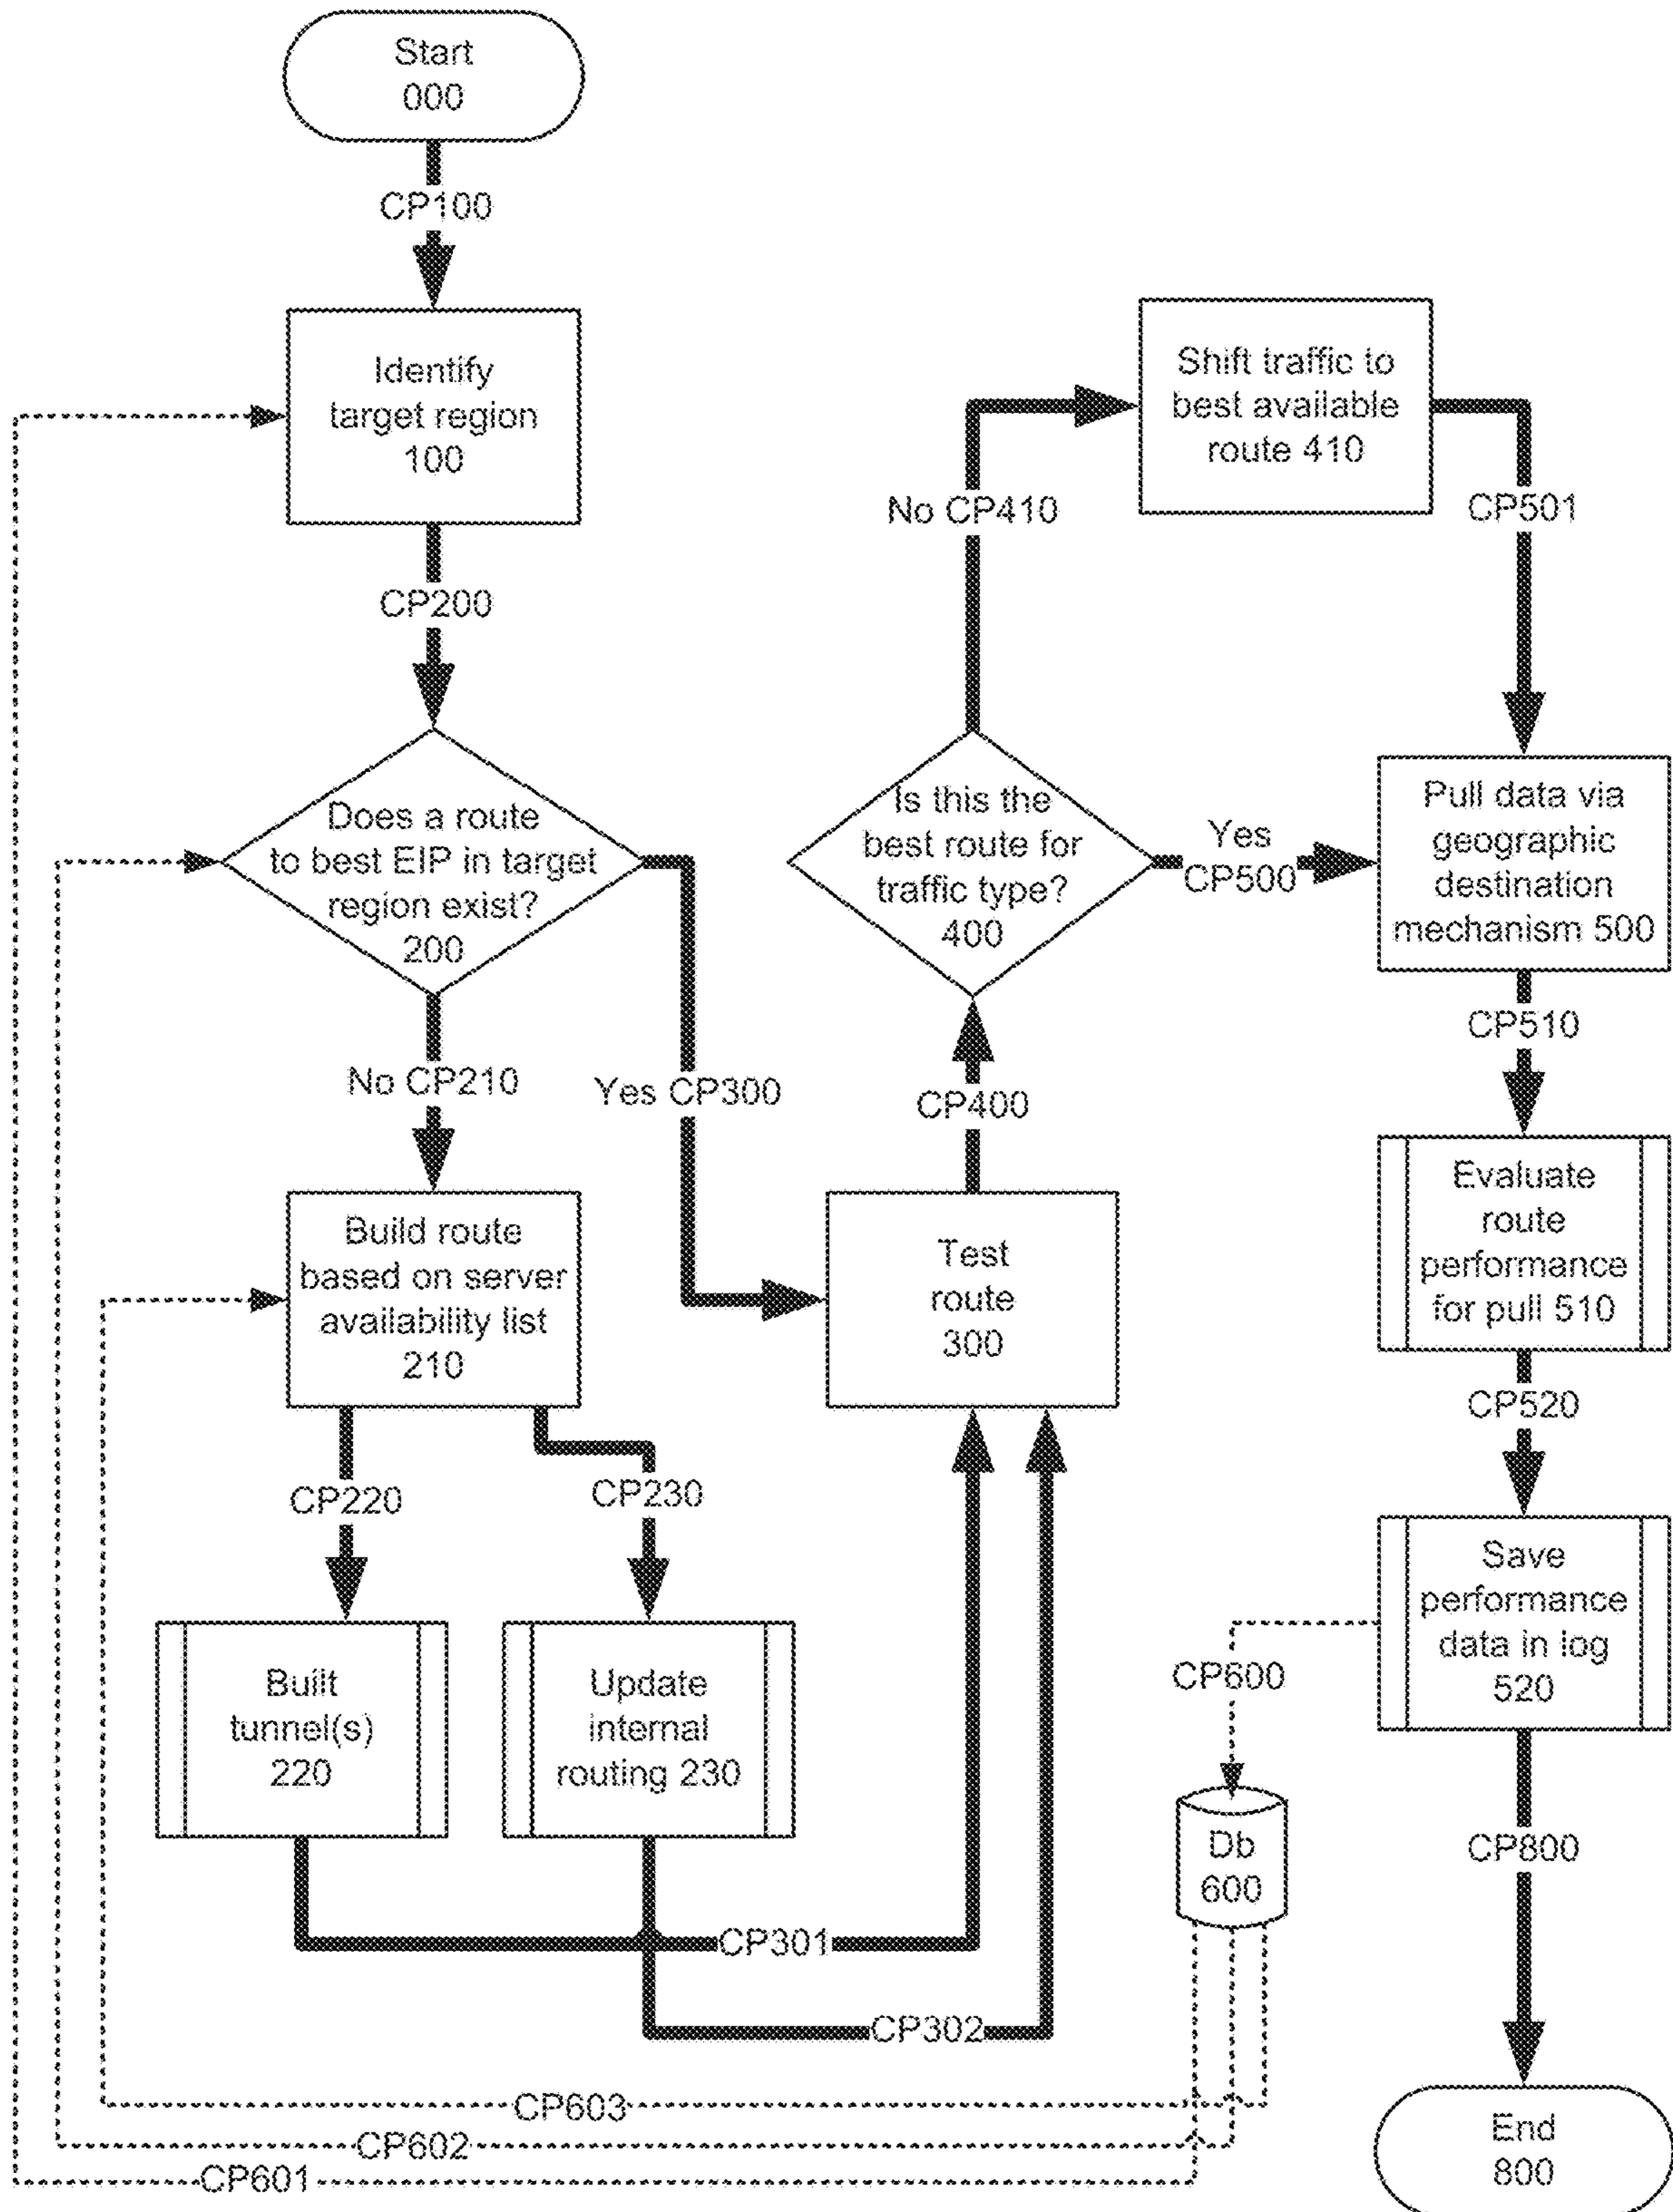 Start
000
CP100
Identify
target region
100
CP200
Does a route
to best EIP in target
region exist?
200
No CP210
Yes CP300
Build route
based on server
availability list
210
CP220
CP230
Built
tunnel(s)
220
Update
internal
routing 230
CP301
CP302
Test
route
300
CP400
Is this the
best route for
traffic type?
400
No CP410
Yes
CP500
Shift traffic to
best available
route 410
CP501
Pull data via
geographic
destination
mechanism 500
CP510
Evaluate
route
performance
for pull 510
CP520
Save
performance
data in log
520
CP600
Db
600
CP800
CP603
CP602
CP601
End
800